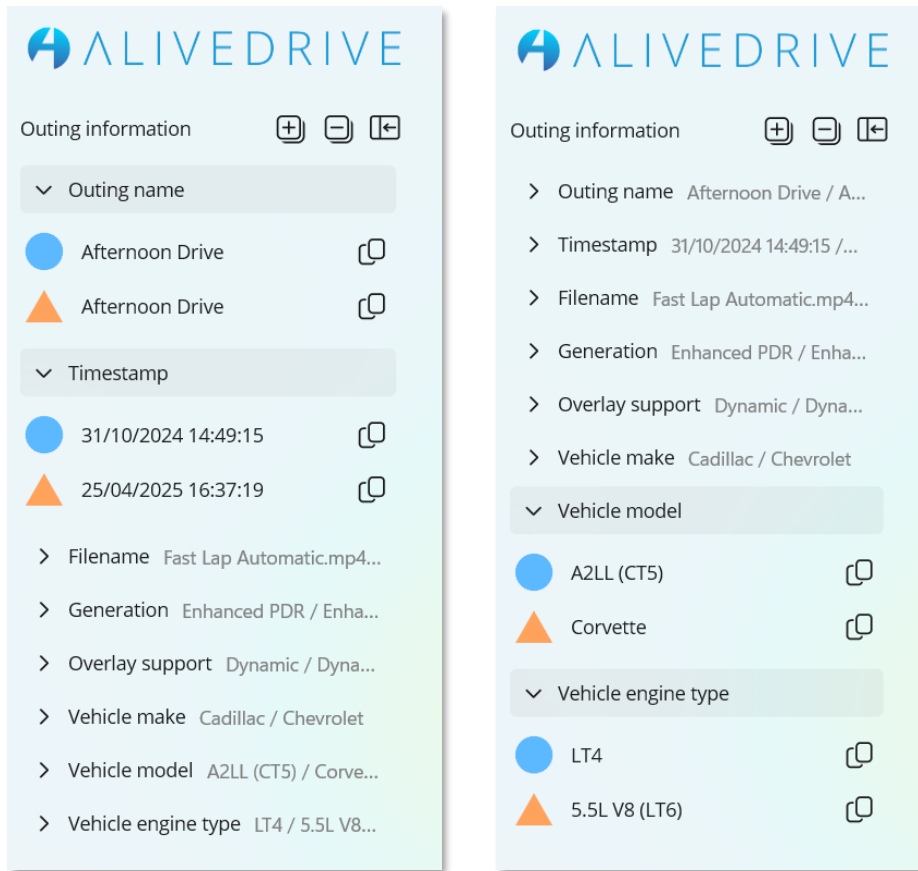 ALIVEDRIVE
Outing information
Outing name
Afternoon Drive
Afternoon Drive
Timestamp
31/10/2024 14:49:15
25/04/2025 16:37:19
Filename Fast Lap Automatic.mp4...
Generation Enhanced PDR / Enha...
Overlay support Dynamic / Dyna...
Vehicle make Cadillac / Chevrolet
Vehicle model A2LL (CT5) / Corve...
Vehicle engine type LT4 / 5.5L V8...
ALIVEDRIVE
Outing information
Outing name Afternoon Drive / A...
Timestamp 31/10/2024 14:49:15 /...
Filename Fast Lap Automatic.mp4...
Generation Enhanced PDR / Enha...
Overlay support Dynamic / Dyna...
Vehicle make Cadillac / Chevrolet
Vehicle model
A2LL (CT5)
Corvette
Vehicle engine type
LT4
5.5L V8 (LT6)